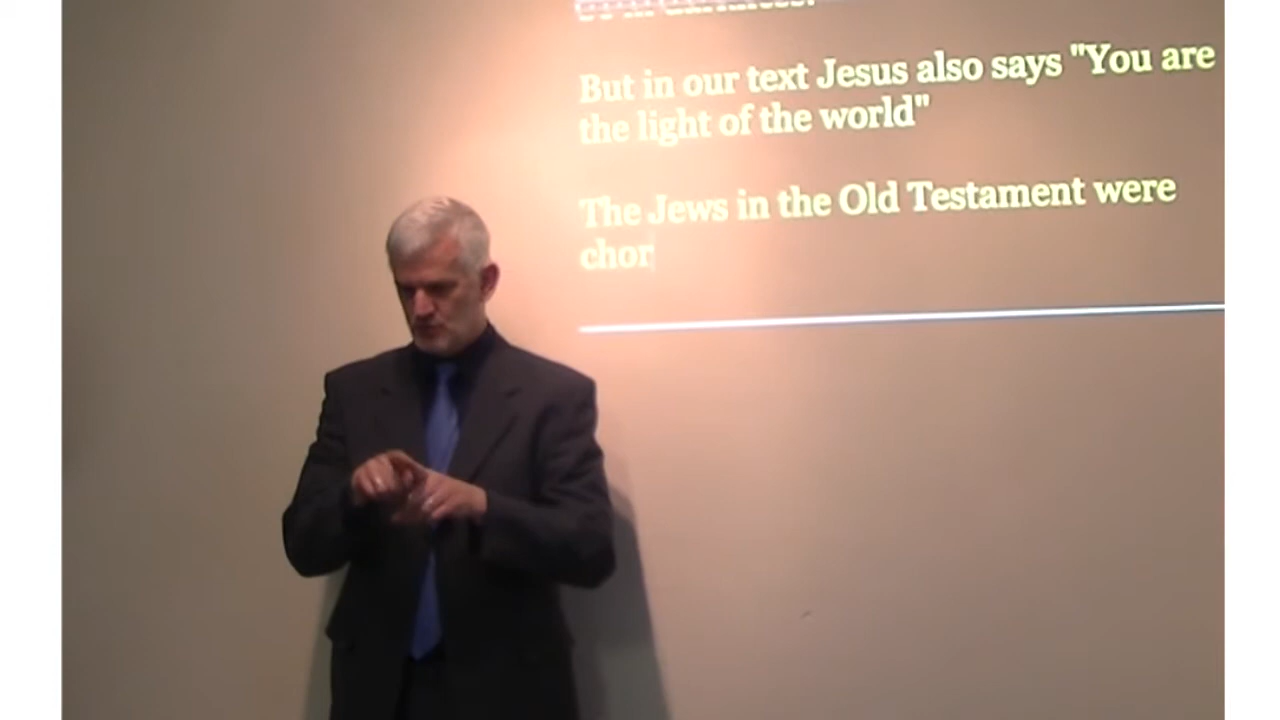 But in our text Jesus also says "You are
the light of the world"
The Jews in the Old Testament were
chor